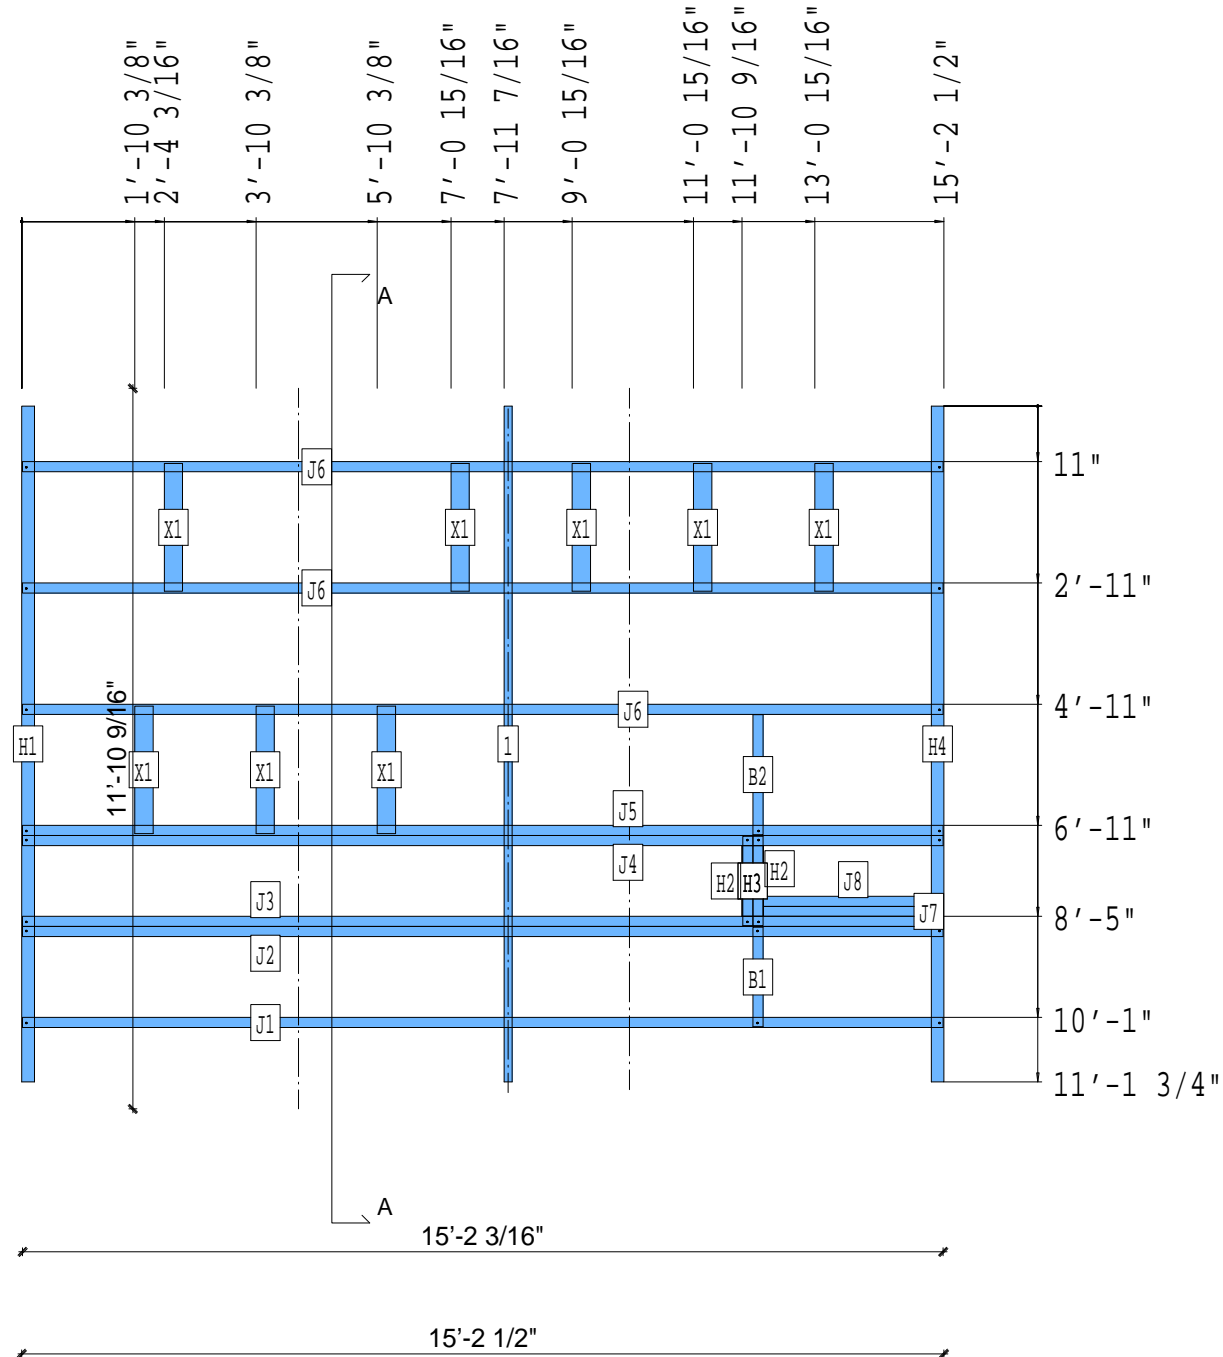 1'-10 3/8"
2'-4 3/16"
3'-10 3/8"
5'-10 3/8"
7'-0 15/16"
7'-11 7/16"
9'-0 15/16"
11'-0 15/16"
11'-10 9/16"
13'-0 15/16"
15'-2 1/2"
A
J6
11"
X1 X1 X1 X1 X1
J6
2'-11"
J6
4'-11"
11'-10 9/16"
H1
1
H4
X1 X1 X1
B2
J5
6'-11"
J4
H2 H3 H2
J8
J3
J7
8'-5"
J2
B1
J1
10'-1"
11'-1 3/4"
A
15'-2 3/16"
15'-2 1/2"